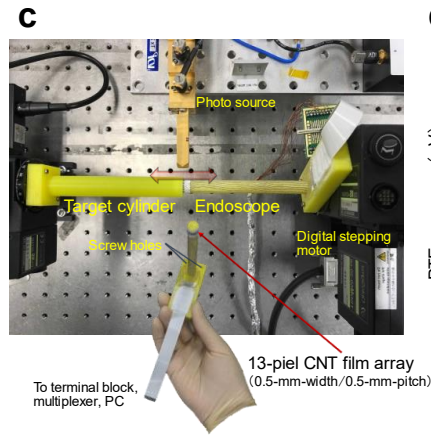 C
Photo source
Target cylinder
Endoscope
Screw holes
Digital stepping
motor
13-piel CNT film array
(0.5-mm-width/0.5-mm-pitch)
To terminal block,
multiplexer, PC